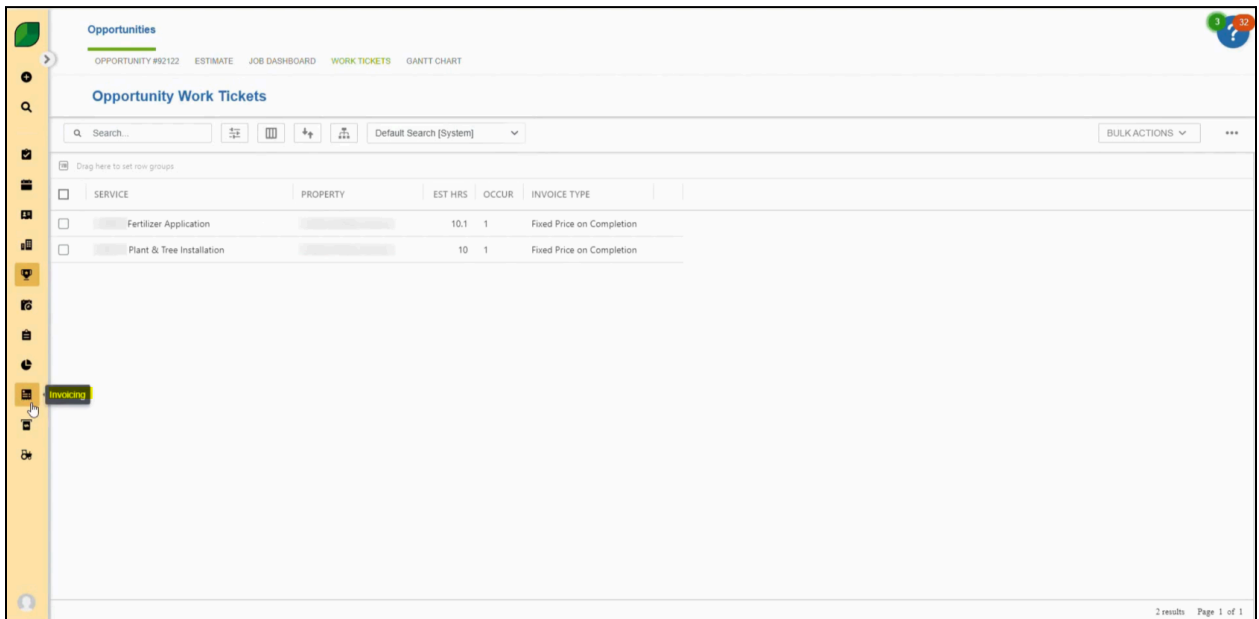 Opportunities
3 32
?
OPPORTUNITY #92122 ESTIMATE JOB DASHBOARD WORK TICKETS GANTT CHART
Opportunity Work Tickets
Search... Default Search [System] BULK ACTIONS
Drag here to set row groups
SERVICE PROPERTY EST HRS OCCUR INVOICE TYPE
Fertilizer Application 10.1 1 Fixed Price on Completion
Plant & Tree Installation 10 1 Fixed Price on Completion
Invoicing
2 results Page 1 of 1